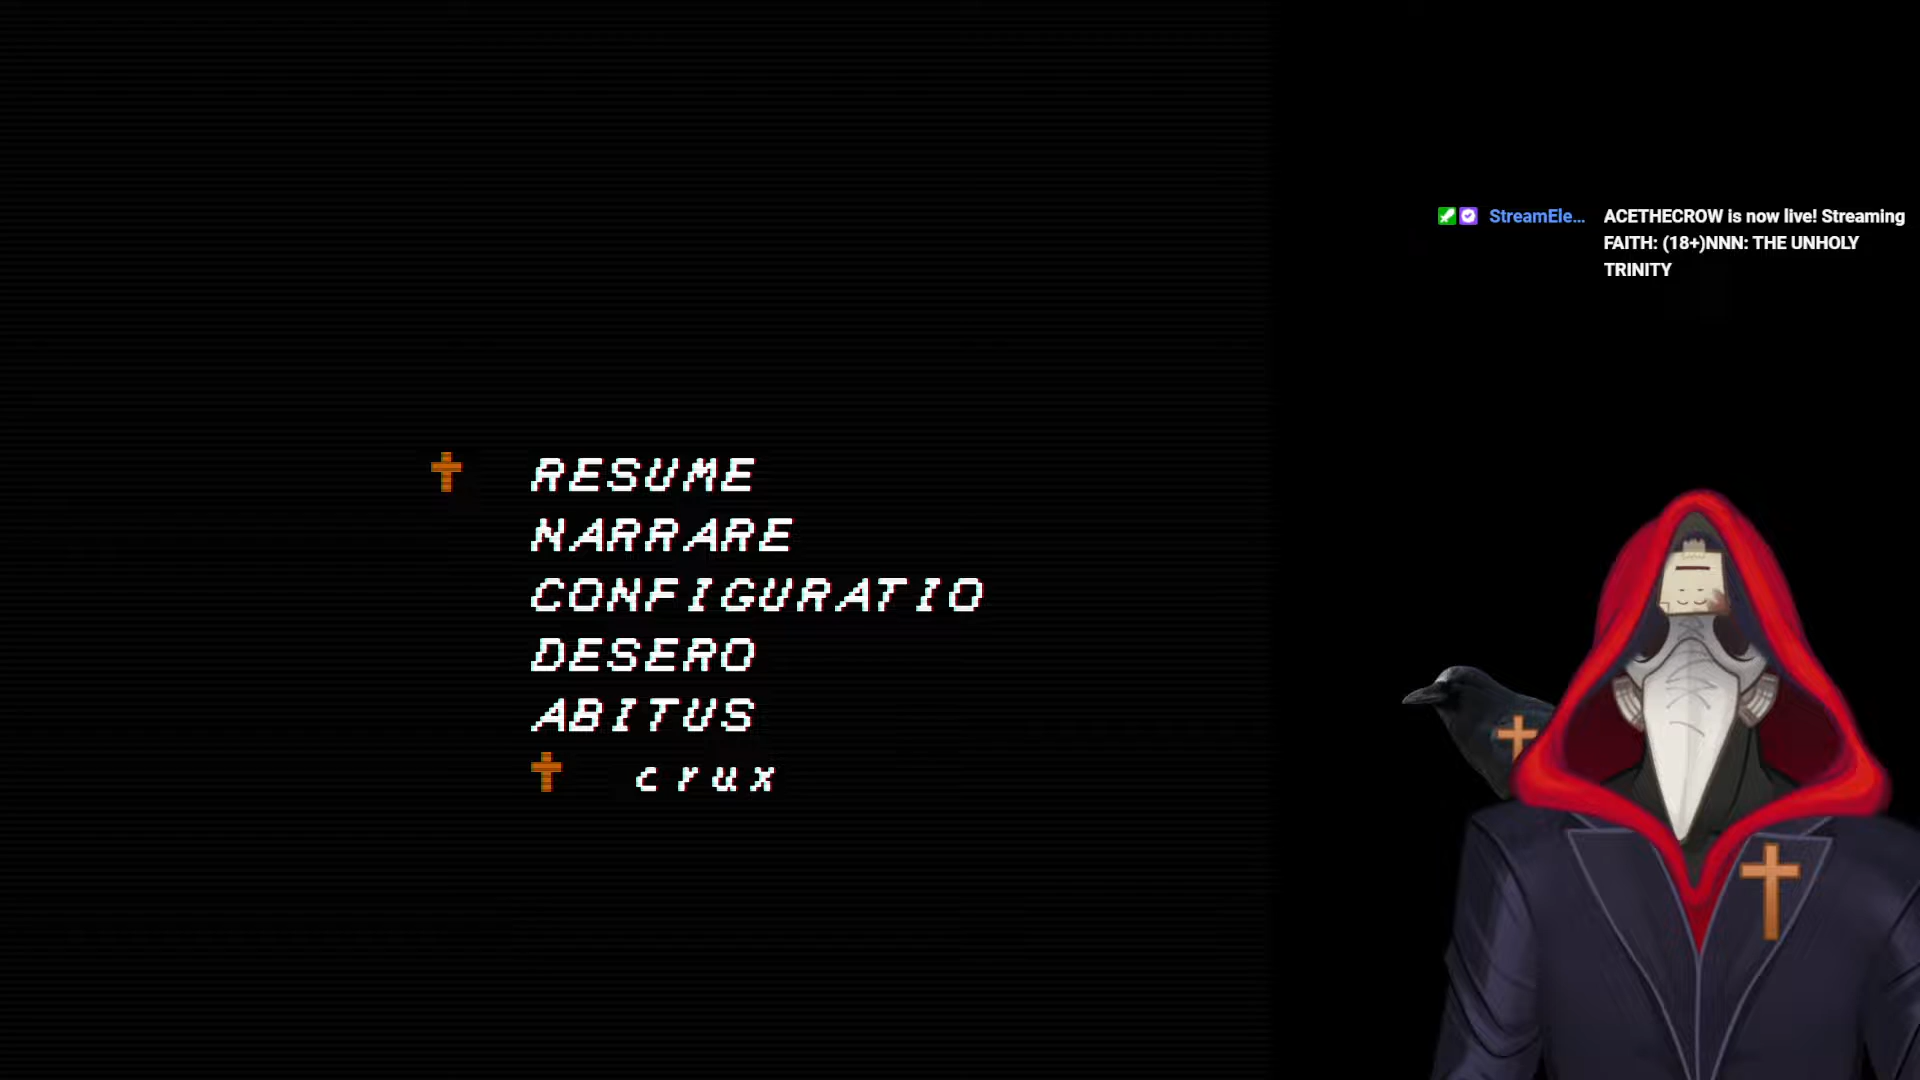 RESUME
NARRARE
CONFIGURATIO
DESERO
ABITUS
crux
StreamEle... ACETHECROW is now live! Streaming
FAITH: (18+)NNN: THE UNHOLY
TRINITY